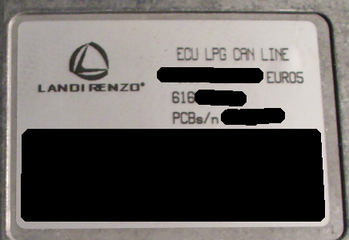 ECU LPG CAN LINE
LANDIRENZO®
EURO5
616
PCBs/n